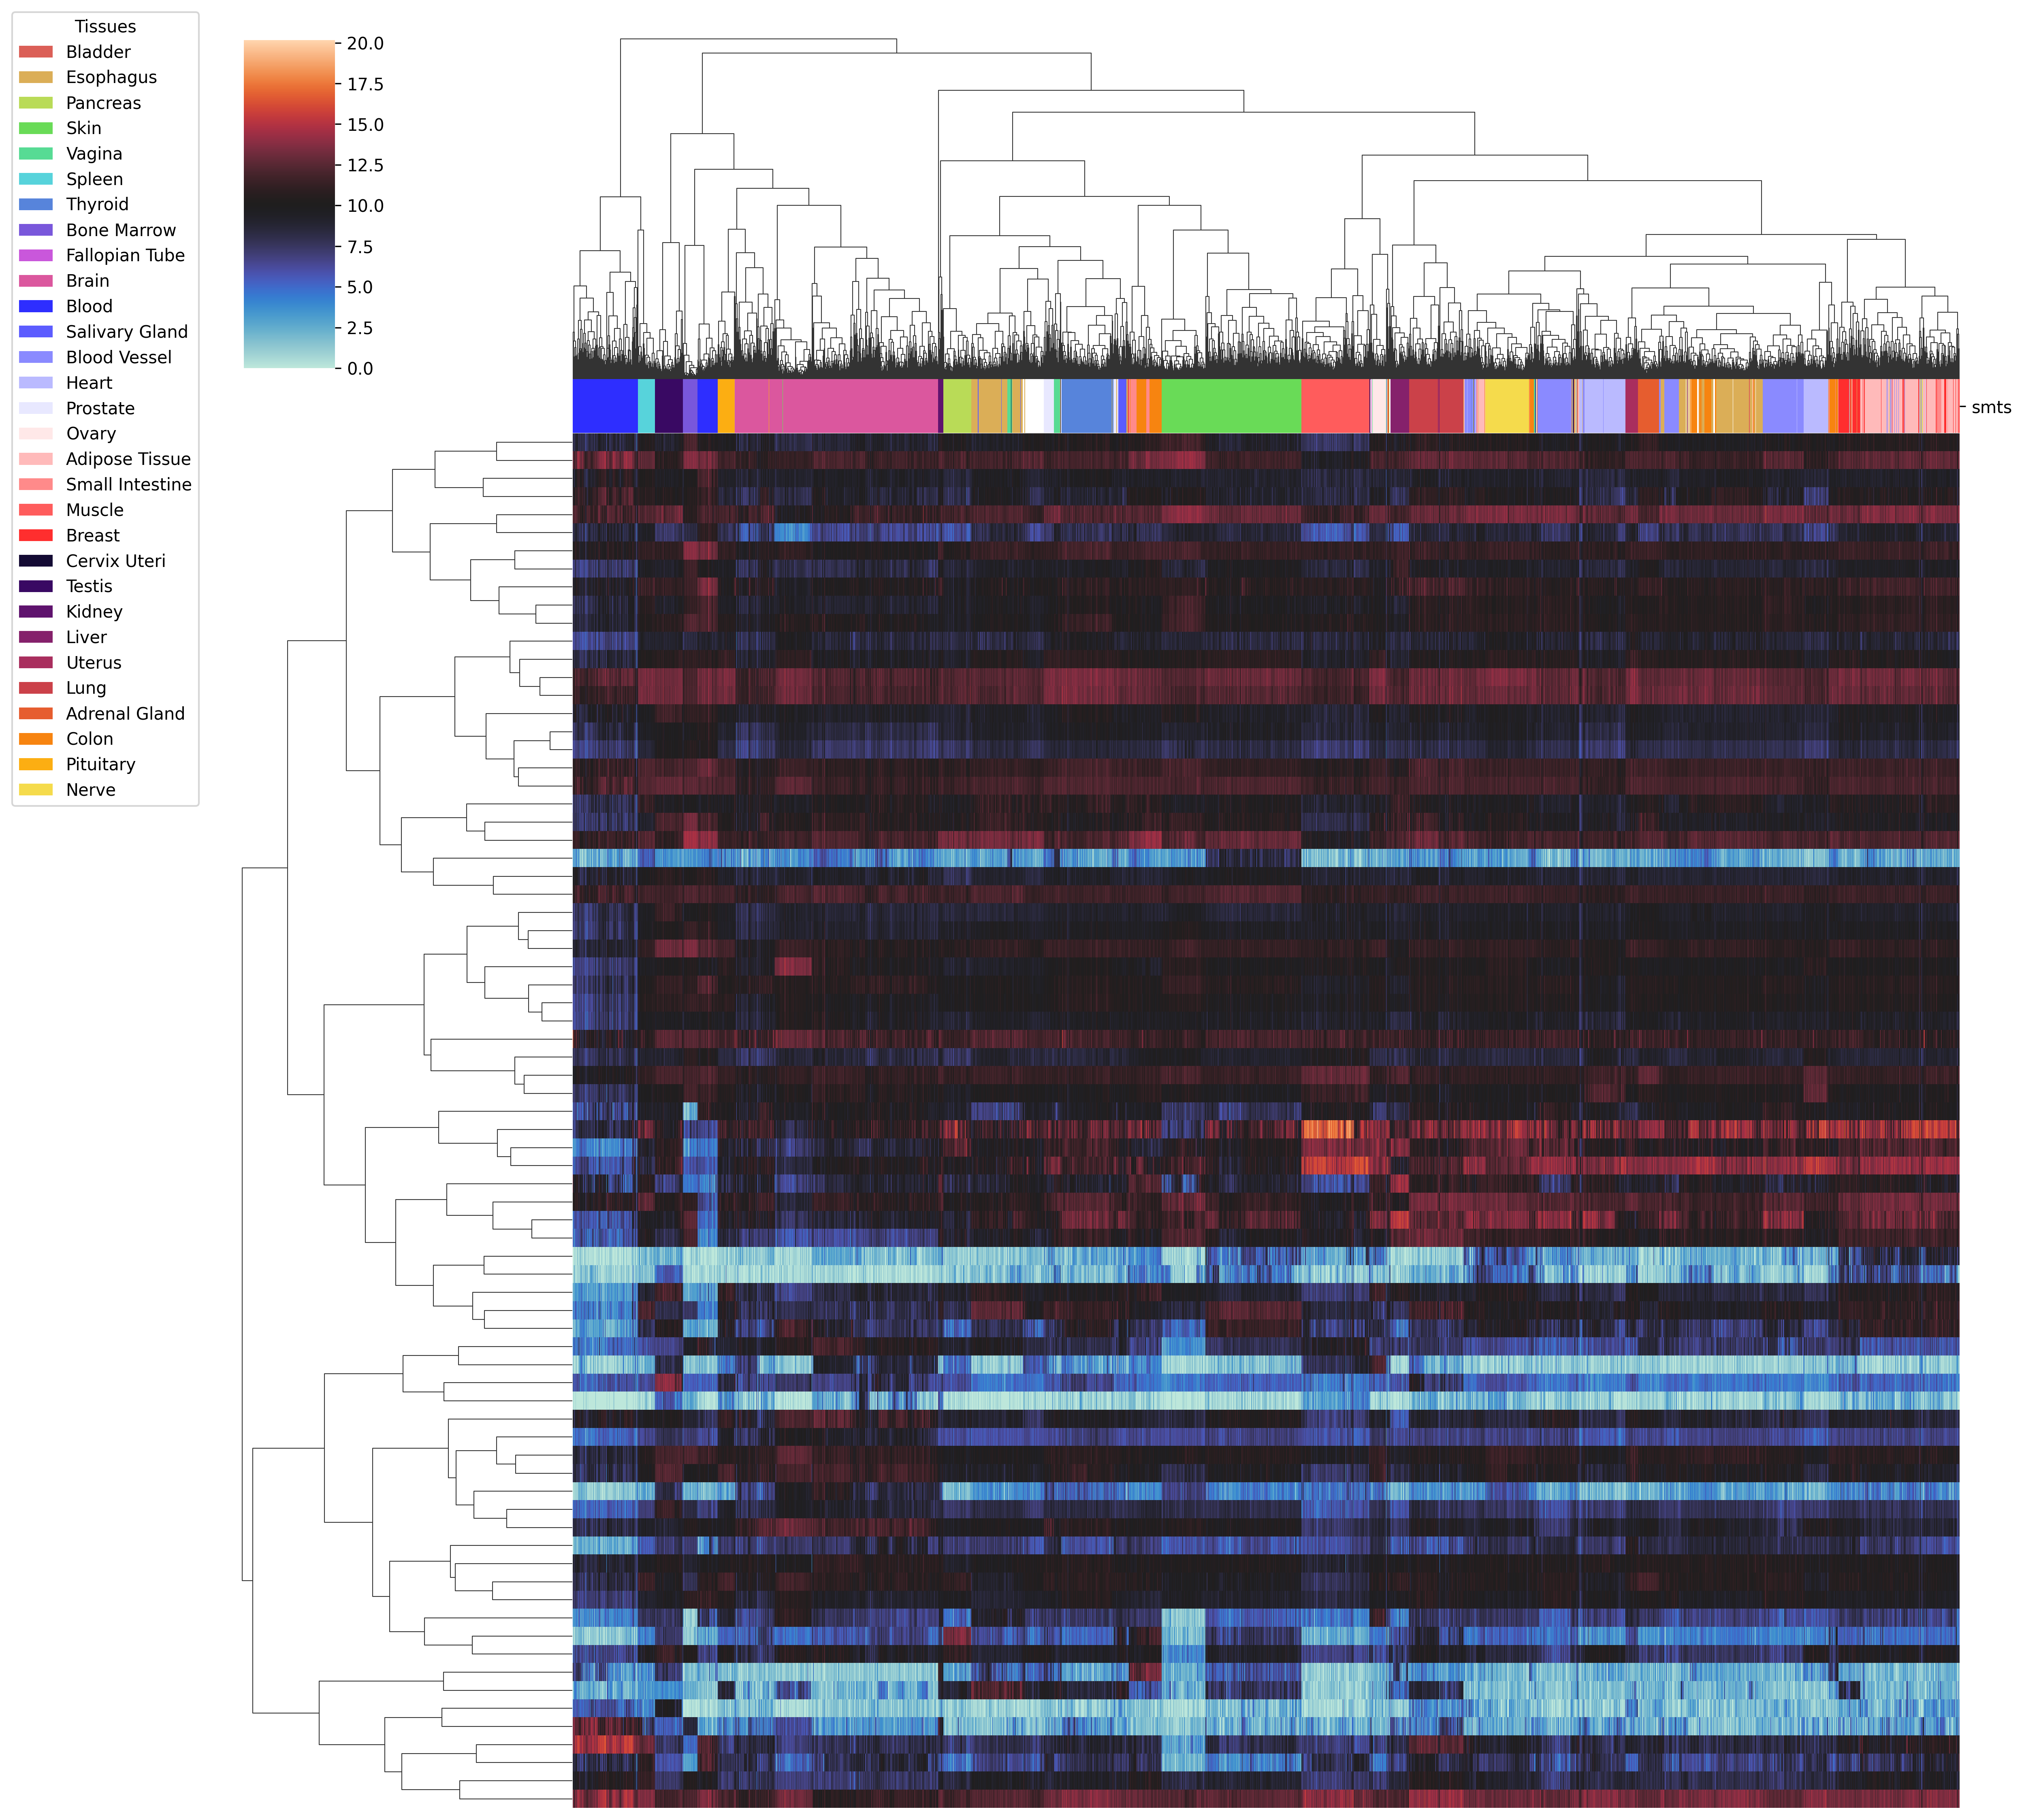 Tissues
Bladder
Esophagus
Pancreas
Skin
Vagina
Spleen
Thyroid
Bone Marrow
Fallopian Tube
Brain
Blood
Salivary Gland
Blood Vessel
Heart
Prostate
Ovary
Adipose Tissue
Small Intestine
Muscle
Breast
Cervix Uteri
Testis
Kidney
Liver
Uterus
Lung
Adrenal Gland
Colon
Pituitary
Nerve
20.0
17.5
15.0
12.5
10.0
7.5
5.0
2.5
0.0
smts